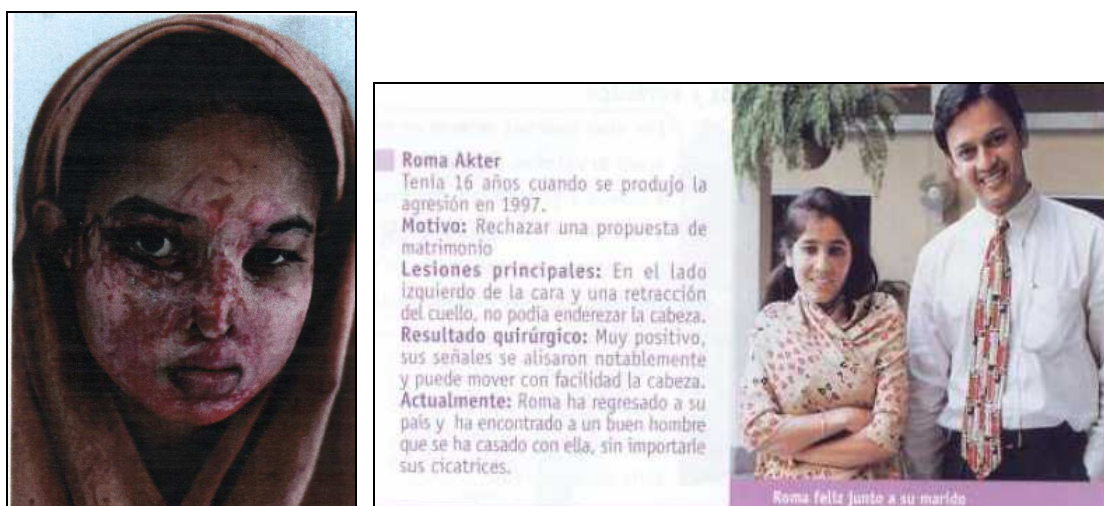 Roma Akter
Tenía 16 años cuando se produjo la
agresión en 1997.
Motivo: Rechazar una propuesta de
matrimonio
Lesiones principales: En el lado
izquierdo de la cara y una retracción
del cuello, no podía enderezar la cabeza.
Resultado quirúrgico: Muy positivo,
sus señales se alisaron notablemente
y puede mover con facilidad la cabeza.
Actualmente: Roma ha regresado a su
país y ha encontrado a un buen hombre
que se ha casado con ella, sin importarle
sus cicatrices.
Roma feliz junto a su marido